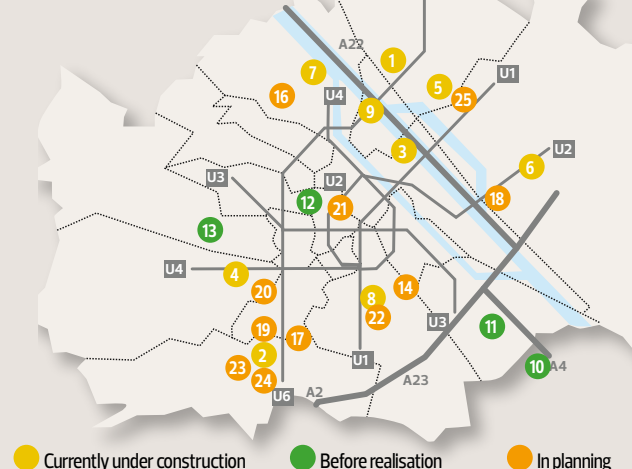 A22
1
7
U1
5
16
U4
25
9
3
U2
6
U3
U2
12
21
18
13
U4
4
20
14
8
22
U3
11
19
17
2
U1
23
24
10
A4
A23
A2
U6
Currently under construction
Before realisation
In planning